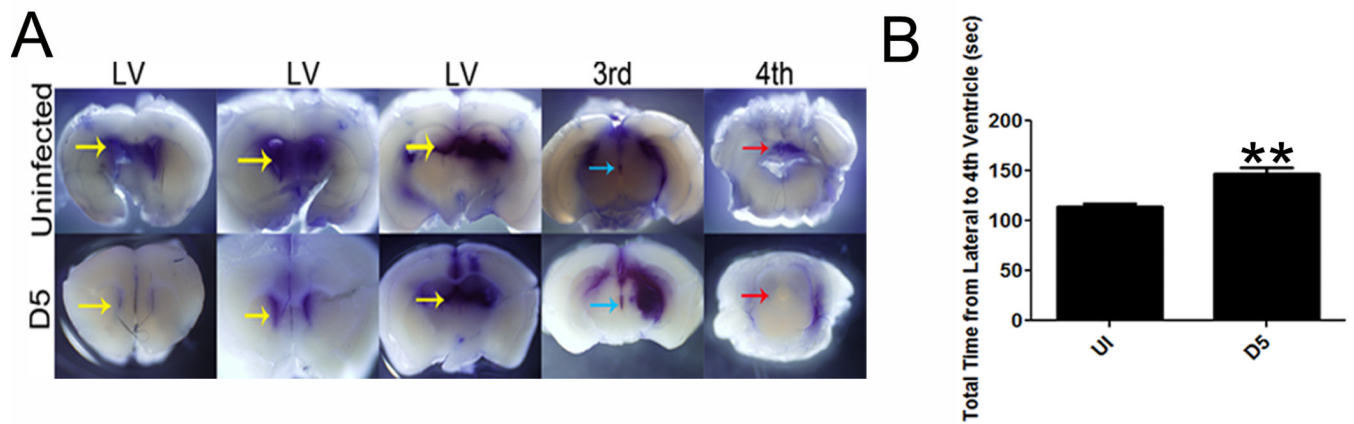 A
LV LV LV 3rd 4th
Uninfected
D5
B
Total Time from Lateral to 4th Ventricle (sec)
200
150
100
50
0
**
UI
D5